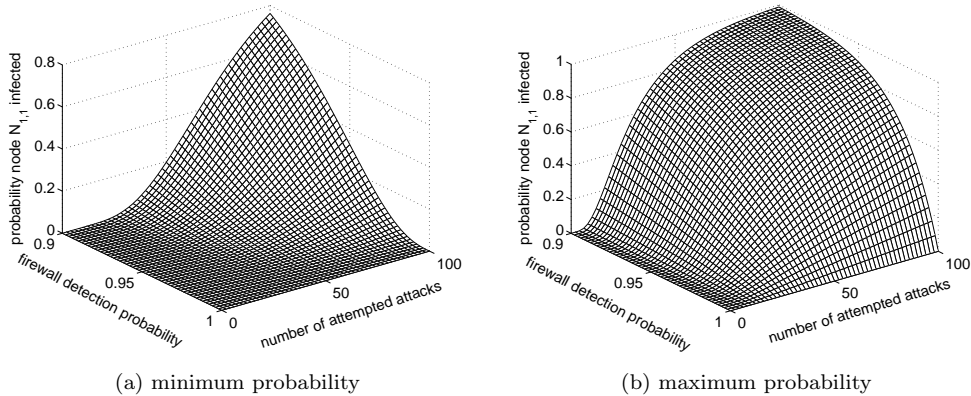 0.8
0.6
0.4
0.2
0
probability node N1,1 infected
0.9
0.95
1
firewall detection probability
0
50
100
number of attempted attacks
(a) minimum probability
1
0.8
0.6
0.4
0.2
0
probability node N1,1 infected
0.9
0.95
1
firewall detection probability
0
50
100
number of attempted attacks
(b) maximum probability